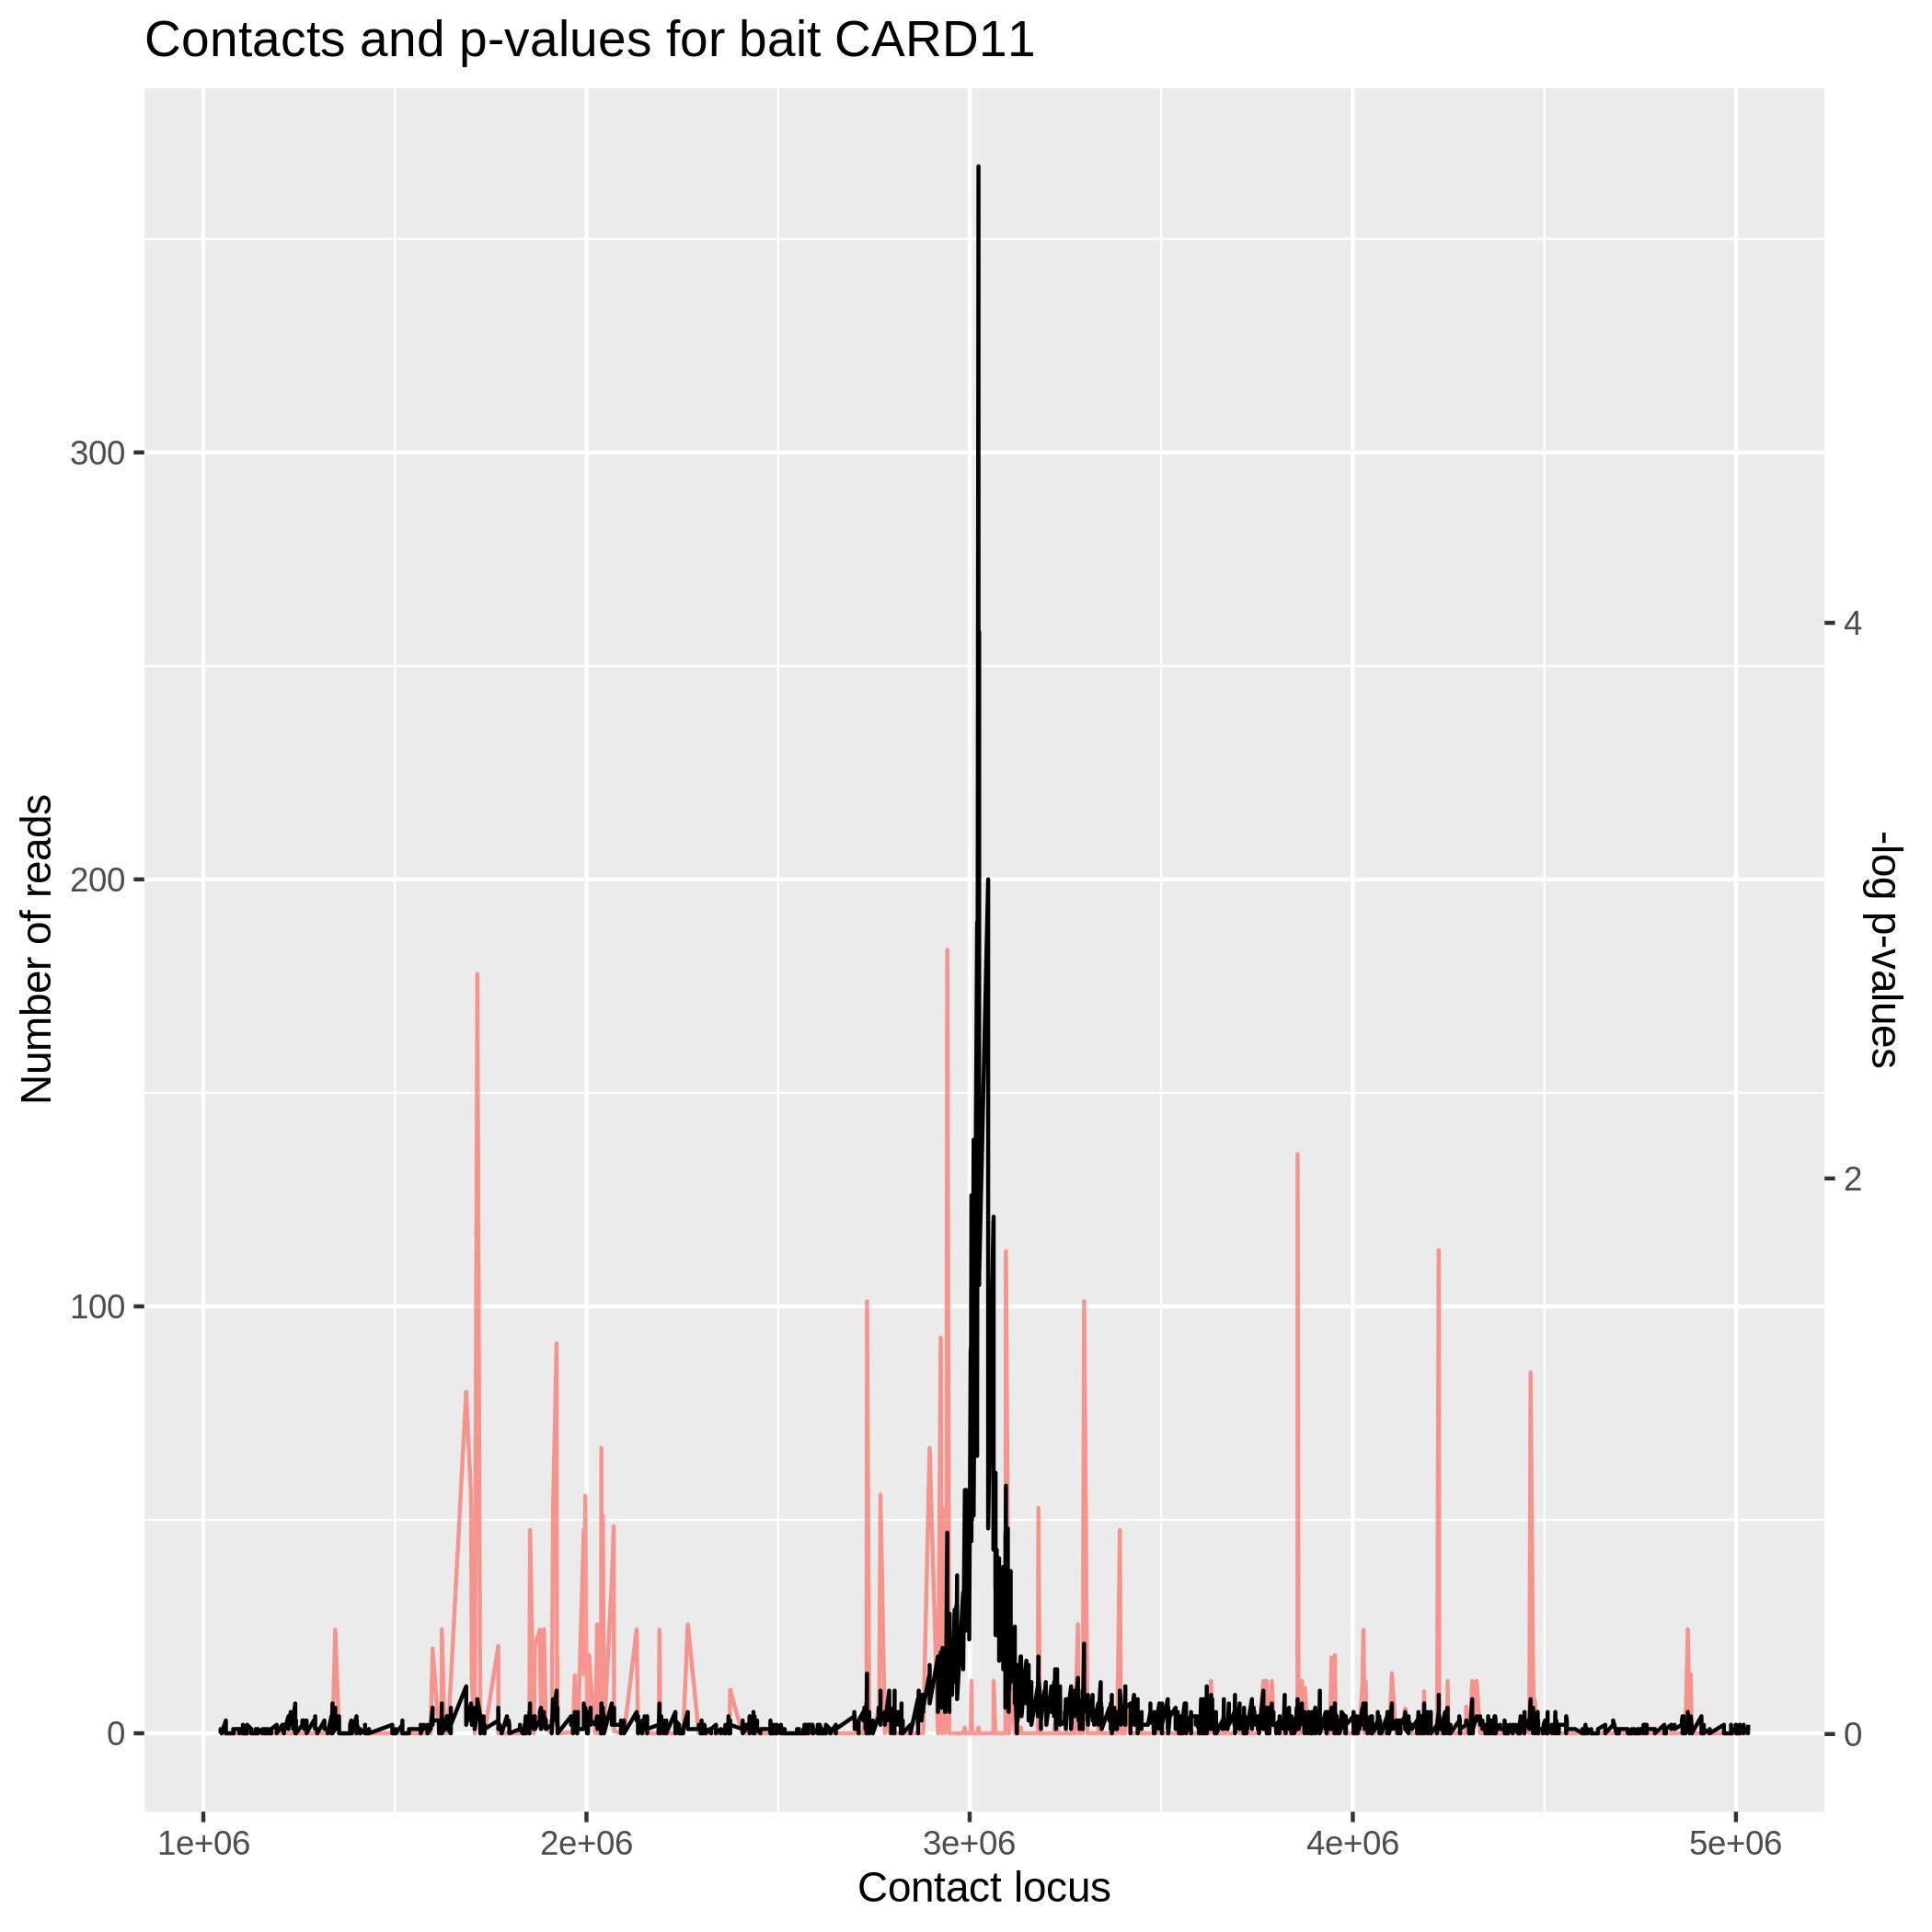 Contacts and p-values for bait CARD11
Number of reads
300
200
100
0
4
2
0
-log p-values
1e+06
2e+06
3e+06
4e+06
5e+06
Contact locus